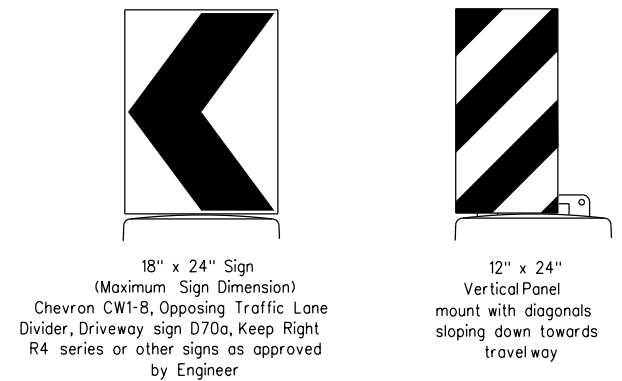 18" x 24" Sign
(Maximum Sign Dimension)
Chevron CW1-8, Opposing Traffic Lane
Divider, Driveway sign D70a, Keep Right
R4 series or other signs as approved
by Engineer
12" x 24"
Vertical Panel
mount with diagonals
sloping down towards
travel way